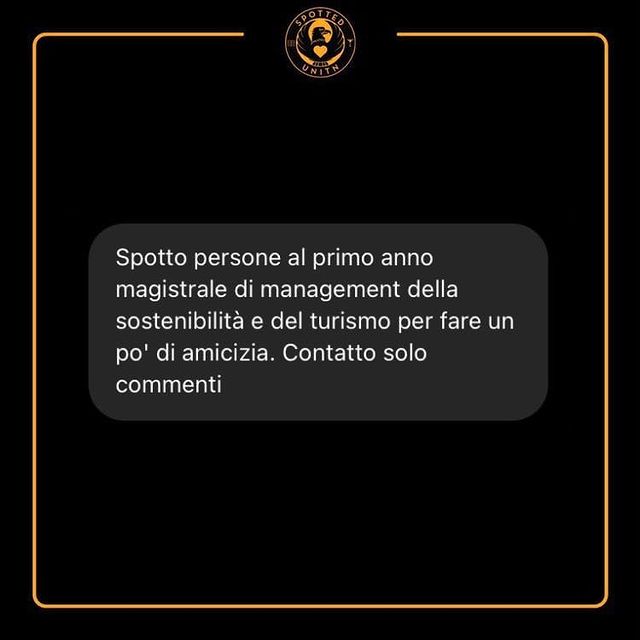 SPOTTED
UNITN
Spotto persone al primo anno
magistrale di management della
sostenibilità e del turismo per fare un
po' di amicizia. Contatto solo
commenti